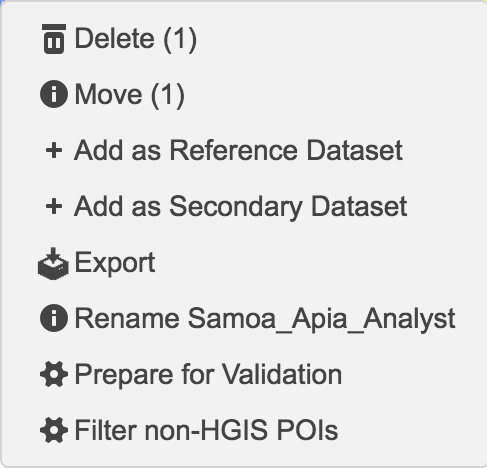 Delete (1)
Move (1)
+ Add as Reference Dataset
+ Add as Secondary Dataset
Export
Rename Samoa_Apia_Analyst
Prepare for Validation
Filter non-HGIS POIs